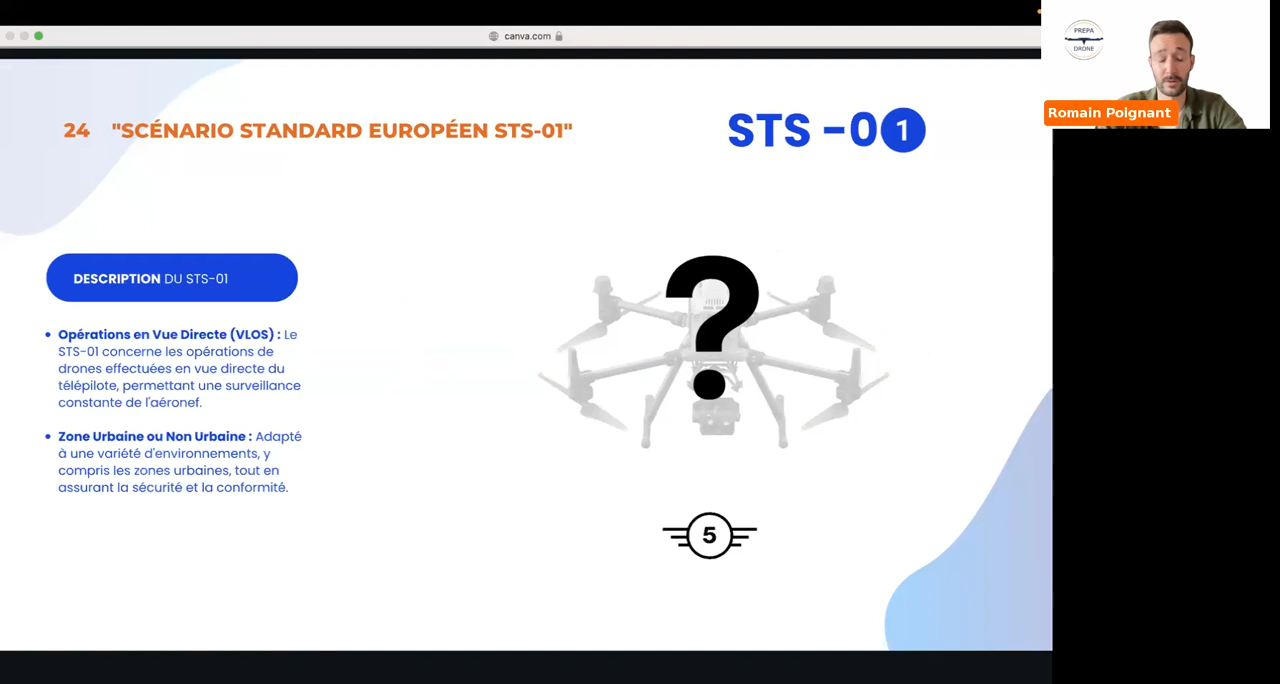 canva.com
PREPA
DRONE
Romain Poignant
24 "SCÉNARIO STANDARD EUROPÉEN STS-01"
STS -01
DESCRIPTION DU STS-01
• Opérations en Vue Directe (VLOS) : Le
STS-01 concerne les opérations de
drones effectuées en vue directe du
télépilote, permettant une surveillance
constante de l'aéronef.
• Zone Urbaine ou Non Urbaine : Adapté
à une variété d'environnements, y
compris les zones urbaines, tout en
assurant la sécurité et la conformité.
?
5